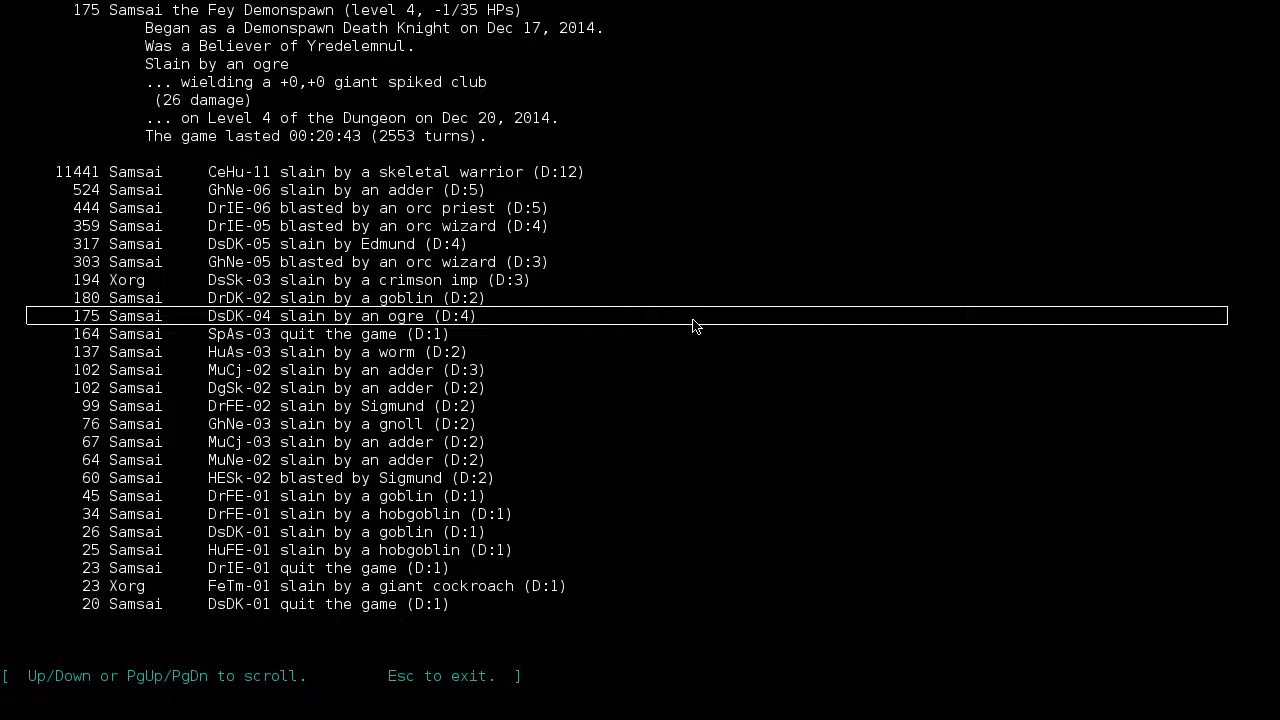 175 Samsai the Fey Demonspawn (level 4, -1/35 HPs)
Began as a Demonspawn Death Knight on Dec 17, 2014.
Was a Believer of Yredelemnul.
Slain by an ogre
... wielding a +0,+0 giant spiked club
(26 damage)
... on Level 4 of the Dungeon on Dec 20, 2014.
The game lasted 00:20:43 (2553 turns).
11441 Samsai CeHu-11 slain by a skeletal warrior (D:12)
524 Samsai GhNe-06 slain by an adder (D:5)
444 Samsai DrIE-06 blasted by an orc priest (D:5)
359 Samsai DrIE-05 blasted by an orc wizard (D:4)
317 Samsai DsDK-05 slain by Edmund (D:4)
303 Samsai GhNe-05 blasted by an orc wizard (D:3)
194 Xorg DsSk-03 slain by a crimson imp (D:3)
180 Samsai DrDK-02 slain by a goblin (D:2)
175 Samsai DsDK-04 slain by an ogre (D:4)
164 Samsai SpAs-03 quit the game (D:1)
137 Samsai HuAs-03 slain by a worm (D:2)
102 Samsai MuCj-02 slain by an adder (D:3)
102 Samsai DgSk-02 slain by an adder (D:2)
99 Samsai DrFE-02 slain by Sigmund (D:2)
76 Samsai GhNe-03 slain by a gnoll (D:2)
67 Samsai MuCj-03 slain by an adder (D:2)
64 Samsai MuNe-02 slain by an adder (D:2)
60 Samsai HESk-02 blasted by Sigmund (D:2)
45 Samsai DrFE-01 slain by a goblin (D:1)
34 Samsai DrFE-01 slain by a hobgoblin (D:1)
26 Samsai DsDK-01 slain by a goblin (D:1)
25 Samsai HuFE-01 slain by a hobgoblin (D:1)
23 Samsai DrIE-01 quit the game (D:1)
23 Xorg FeTm-01 slain by a giant cockroach (D:1)
20 Samsai DsDK-01 quit the game (D:1)
[ Up/Down or PgUp/PgDn to scroll. Esc to exit. ]